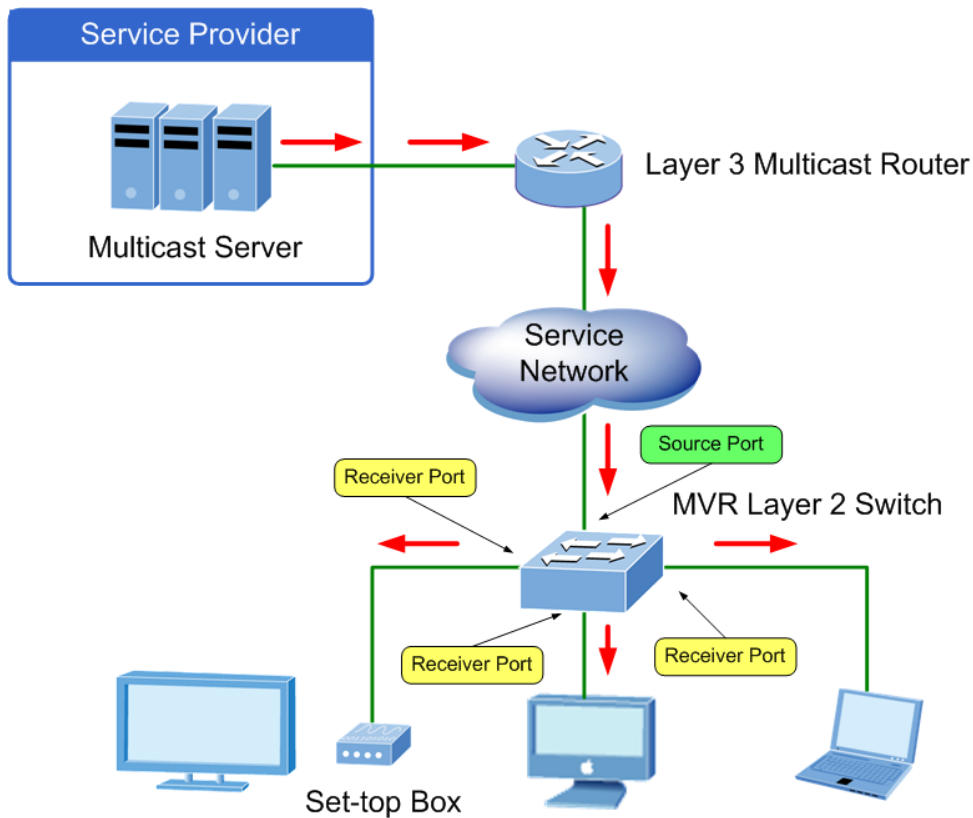 Service Provider
Multicast Server
Layer 3 Multicast Router
Service
Network
Source Port
Receiver Port
MVR Layer 2 Switch
Receiver Port
Receiver Port
Set-top Box